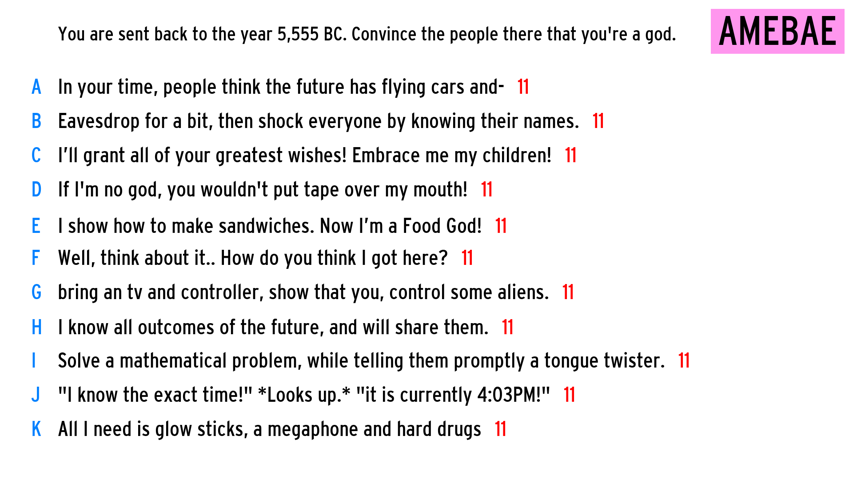 You are sent back to the year 5,555 BC. Convince the people there that you're a god.
AMEBAE
A In your time, people think the future has flying cars and- 11
B Eavesdrop for a bit, then shock everyone by knowing their names. 11
C I'll grant all of your greatest wishes! Embrace me my children! 11
D If I'm no god, you wouldn't put tape over my mouth! 11
E I show how to make sandwiches. Now I'm a Food God! 11
F Well, think about it.. How do you think I got here? 11
G bring an tv and controller, show that you, control some aliens. 11
H I know all outcomes of the future, and will share them. 11
I Solve a mathematical problem, while telling them promptly a tongue twister. 11
J "I know the exact time!" *Looks up.* "it is currently 4:03PM!" 11
K All I need is glow sticks, a megaphone and hard drugs 11